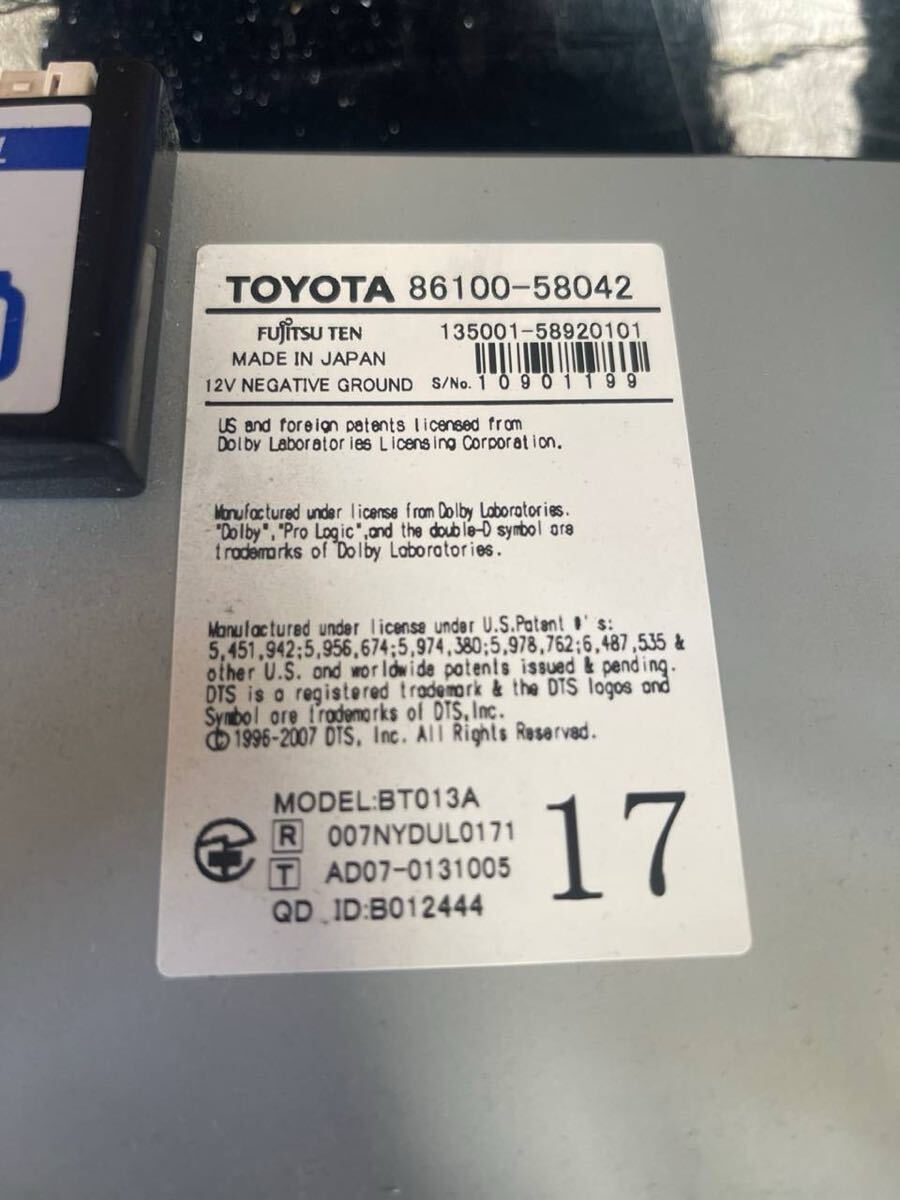 TOYOTA 86100-58042
FUJITSU TEN 135001-58920101
MADE IN JAPAN
12V NEGATIVE GROUND S/No. 10901199
US and foreign patents licensed from
Dolby Laboratories Licensing Corporation.
Manufactured under license from Dolby Laboratories.
"Dolby","Pro Logic",and the double-D symbol are
trademarks of Dolby Laboratories.
Manufactured under license under U.S.Patent #'s:
5,451,942;5,956,674;5,974,380;5,978,762;6,487,535 &
other U.S. and worldwide patents issued & pending.
DTS is a registered trademark & the DTS logos and
Symbol are trademarks of DTS,Inc.
©1996-2007 DTS, Inc. All Rights Reserved.
MODEL:BT013A
R 007NYDUL0171
T AD07-0131005
QD ID:B012444
17